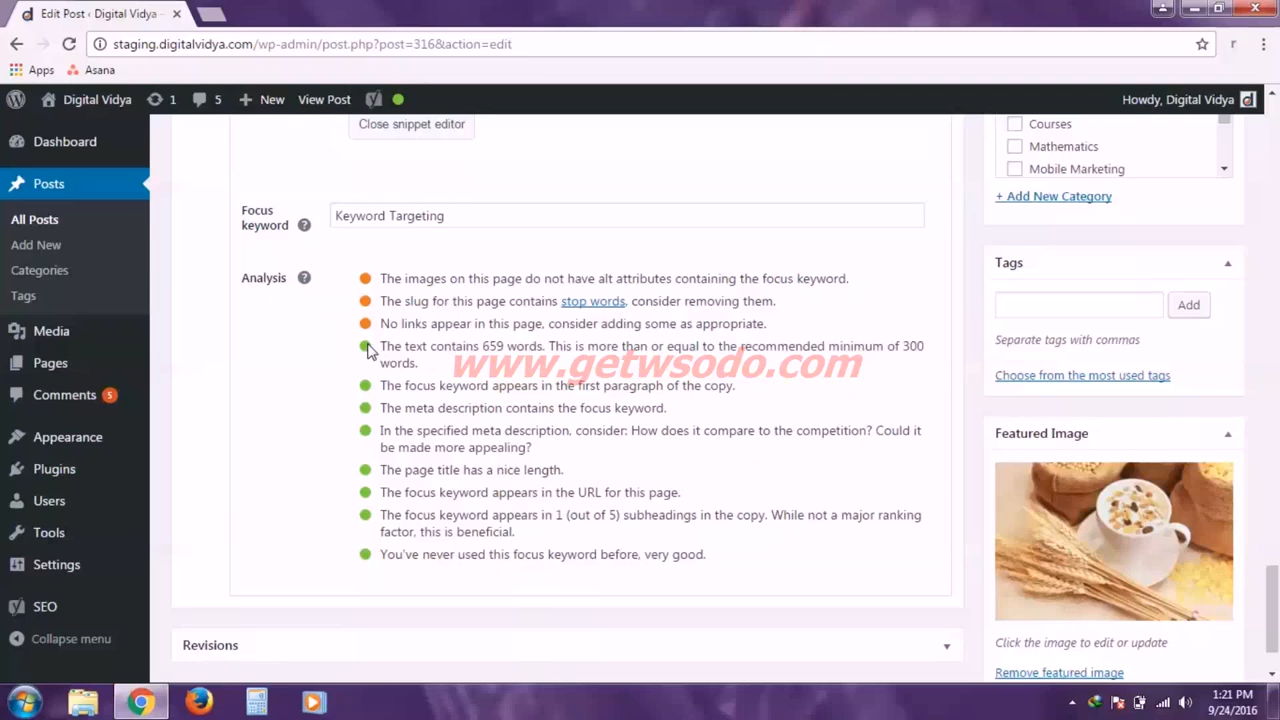 Edit Post ‹ Digital Vidya —
staging.digitalvidya.com/wp-admin/post.php?post=316&action=edit
r
Apps
Asana
Digital Vidya
1
5
New
View Post
Howdy, Digital Vidya
Dashboard
Posts
All Posts
Add New
Categories
Tags
Media
Pages
Comments 5
Appearance
Plugins
Users
Tools
Settings
SEO
Collapse menu
Close snippet editor
Focus
keyword
?
Keyword Targeting
Analysis
?
The images on this page do not have alt attributes containing the focus keyword.
The slug for this page contains stop words, consider removing them.
No links appear in this page, consider adding some as appropriate.
The text contains 659 words. This is more than or equal to the recommended minimum of 300
words.
www.getwsodo.com
The focus keyword appears in the first paragraph of the copy.
The meta description contains the focus keyword.
In the specified meta description, consider: How does it compare to the competition? Could it
be made more appealing?
The page title has a nice length.
The focus keyword appears in the URL for this page.
The focus keyword appears in 1 (out of 5) subheadings in the copy. While not a major ranking
factor, this is beneficial.
You've never used this focus keyword before, very good.
Revisions
Courses
Mathematics
Mobile Marketing
+ Add New Category
Tags
Add
Separate tags with commas
Choose from the most used tags
Featured Image
Click the image to edit or update
Remove featured image
1:21 PM
9/24/2016